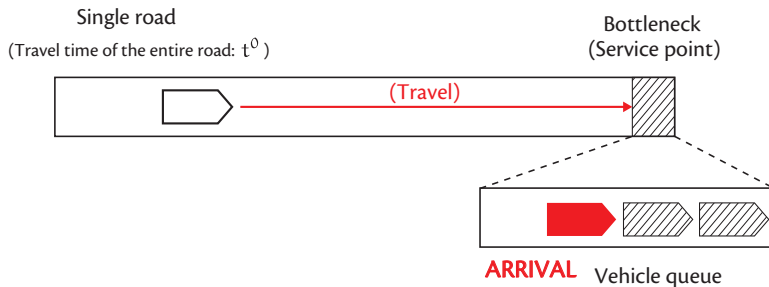 Single road
(Travel time of the entire road: t⁰ )
Bottleneck
(Service point)
(Travel)
ARRIVAL
Vehicle queue